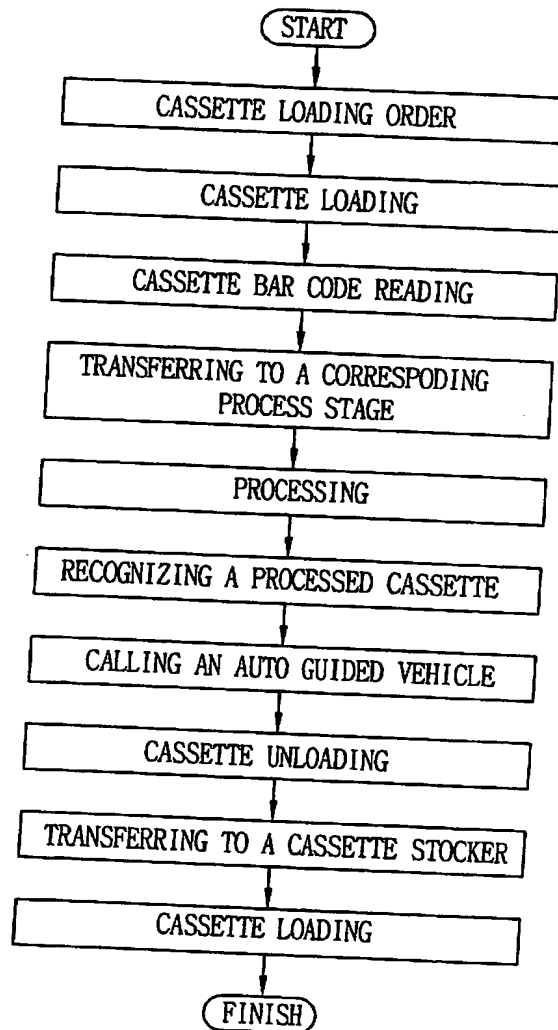 START
CASSETTE LOADING ORDER
CASSETTE LOADING
CASSETTE BAR CODE READING
TRANSFERRING TO A CORRESPODING
PROCESS STAGE
PROCESSING
RECOGNIZING A PROCESSED CASSETTE
CALLING AN AUTO GUIDED VEHICLE
CASSETTE UNLOADING
TRANSFERRING TO A CASSETTE STOCKER
CASSETTE LOADING
FINISH